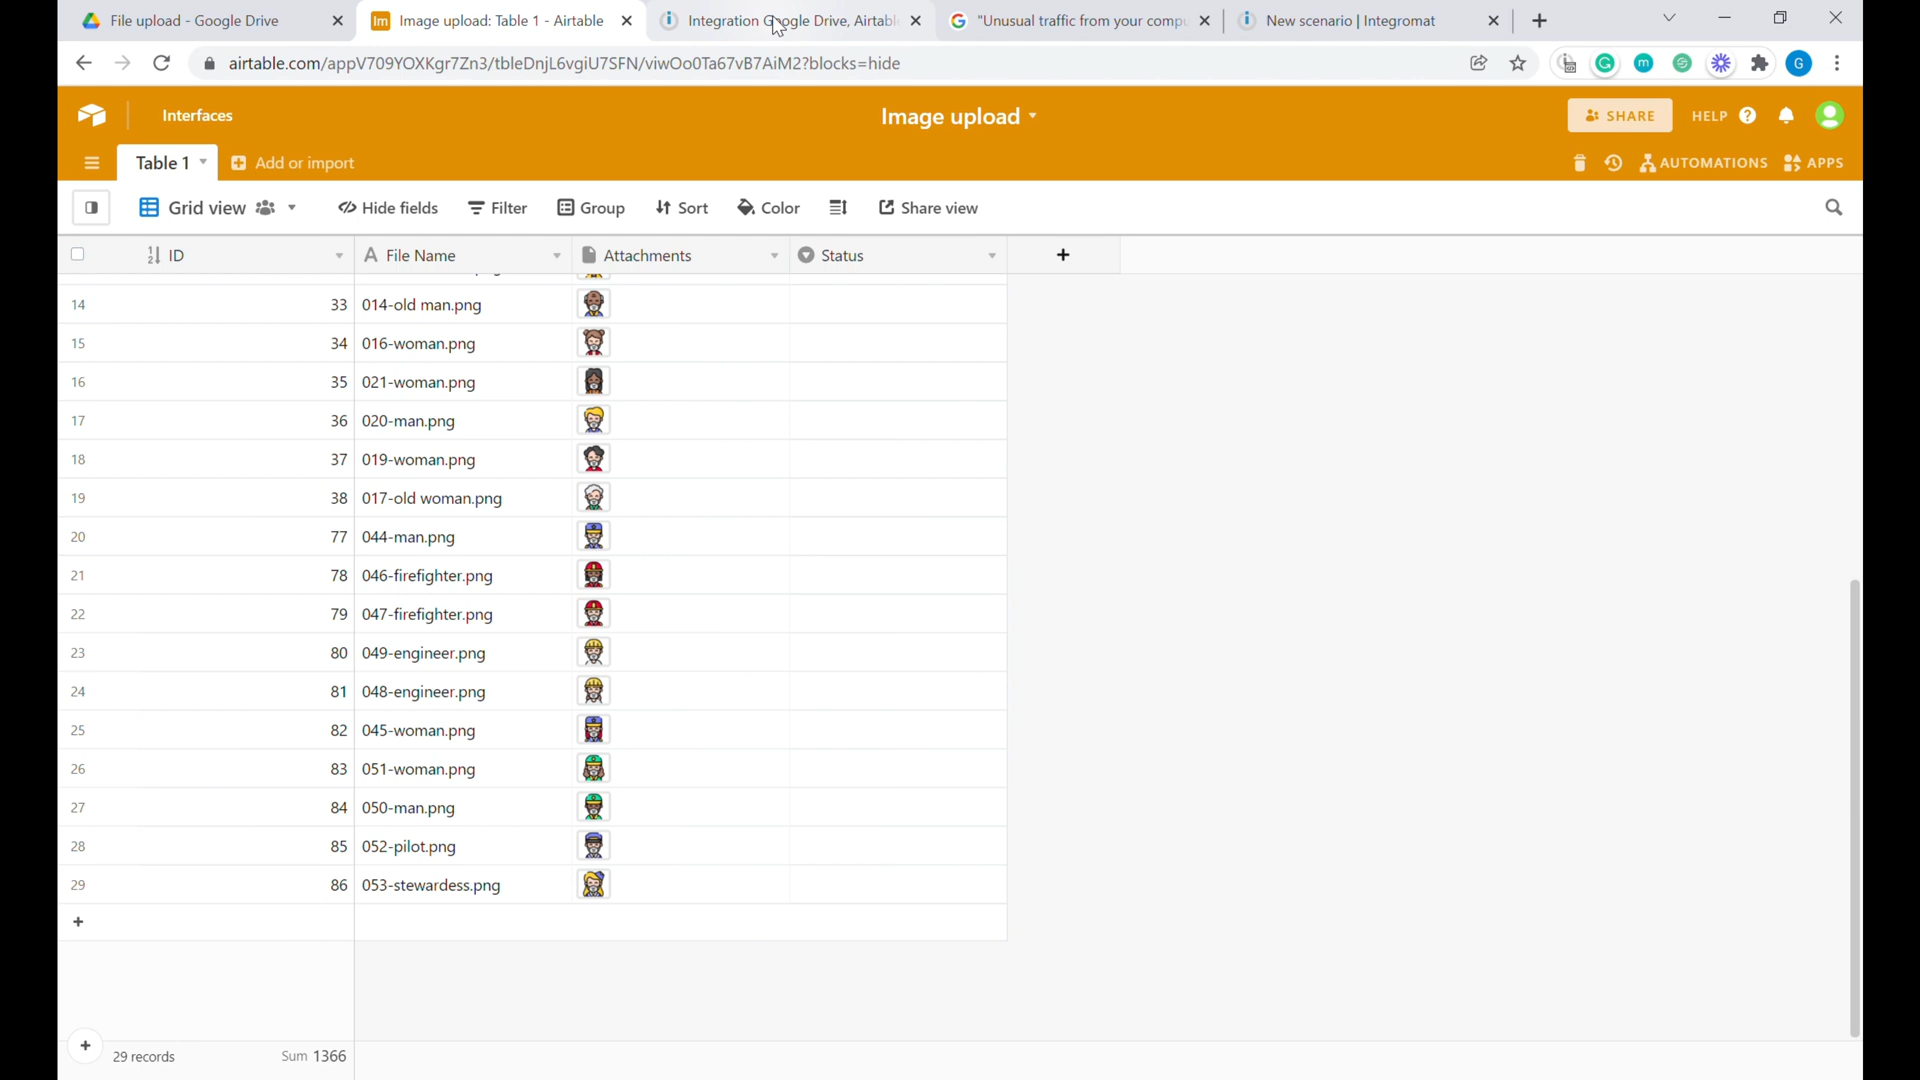 File upload - Google Drive
Image upload: Table 1 - Airtable
Integration Google Drive, Airtabl
"Unusual traffic from your compu
New scenario | Integromat
airtable.com/appV709YOXKgr7Zn3/tbleDnjL6vgiU7SFN/viwOo0Ta67vB7AiM2?blocks=hide
G
Interfaces
Image upload
SHARE
HELP
Table 1
Add or import
AUTOMATIONS
APPS
Grid view
Hide fields
Filter
Group
Sort
Color
Share view
ID
File Name
Attachments
Status
14 33 014-old man.png
15 34 016-woman.png
16 35 021-woman.png
17 36 020-man.png
18 37 019-woman.png
19 38 017-old woman.png
20 77 044-man.png
21 78 046-firefighter.png
22 79 047-firefighter.png
23 80 049-engineer.png
24 81 048-engineer.png
25 82 045-woman.png
26 83 051-woman.png
27 84 050-man.png
28 85 052-pilot.png
29 86 053-stewardess.png
29 records
Sum 1366